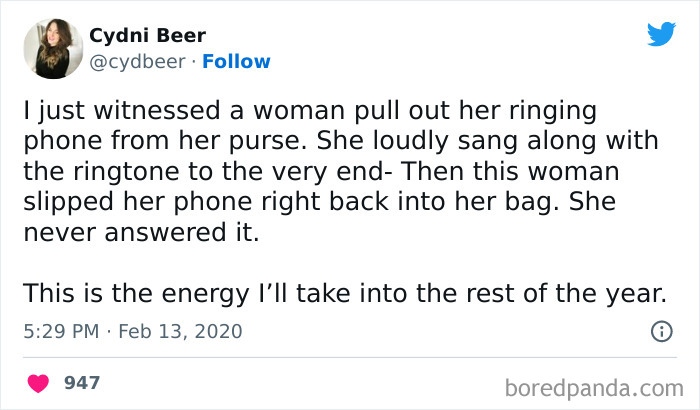 Cydni Beer
@cydbeer · Follow
I just witnessed a woman pull out her ringing
phone from her purse. She loudly sang along with
the ringtone to the very end- Then this woman
slipped her phone right back into her bag. She
never answered it.
This is the energy I’ll take into the rest of the year.
5:29 PM · Feb 13, 2020
947
boredpanda.com